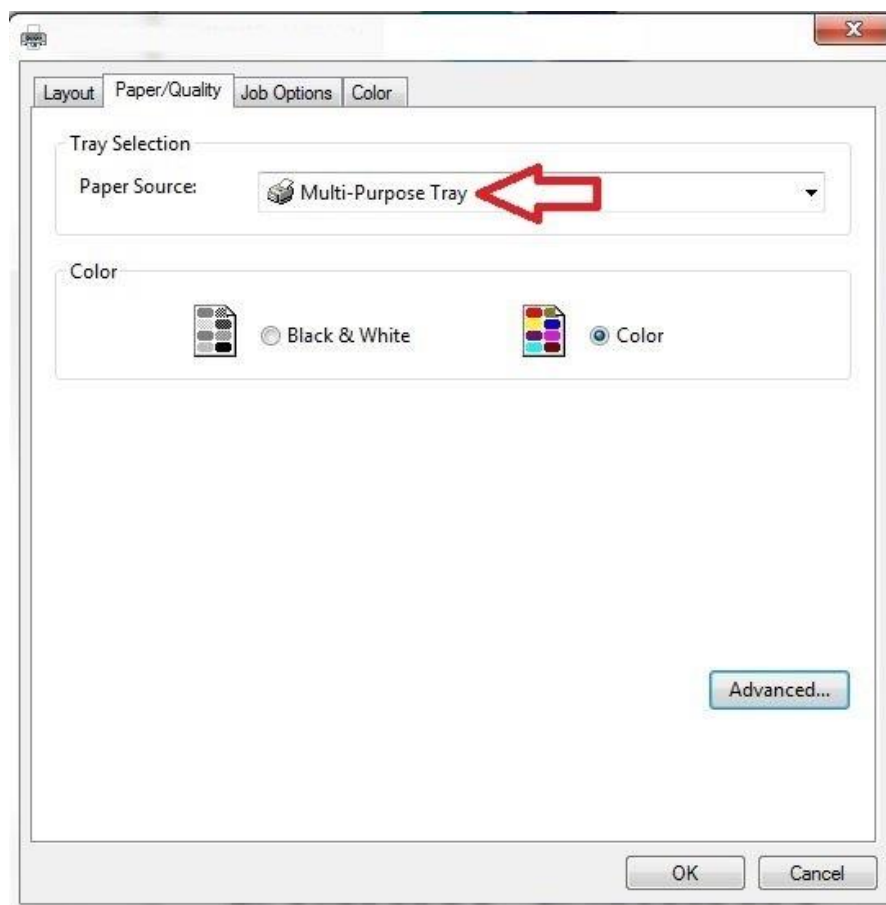 Layout Paper/Quality Job Options Color
Tray Selection
Paper Source: Multi-Purpose Tray
Color
Black & White Color
Advanced...
OK Cancel